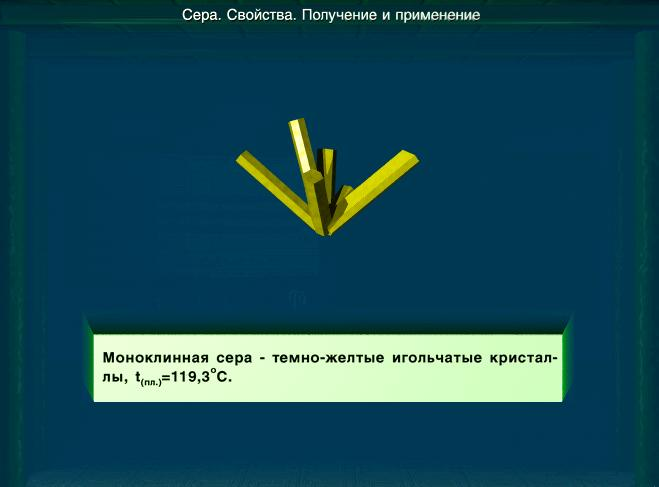 Сера. Свойства. Получение и применение
Моноклинная сера - темно-желтые игольчатые кристал-
лы, t(пл.)=119,3°С.